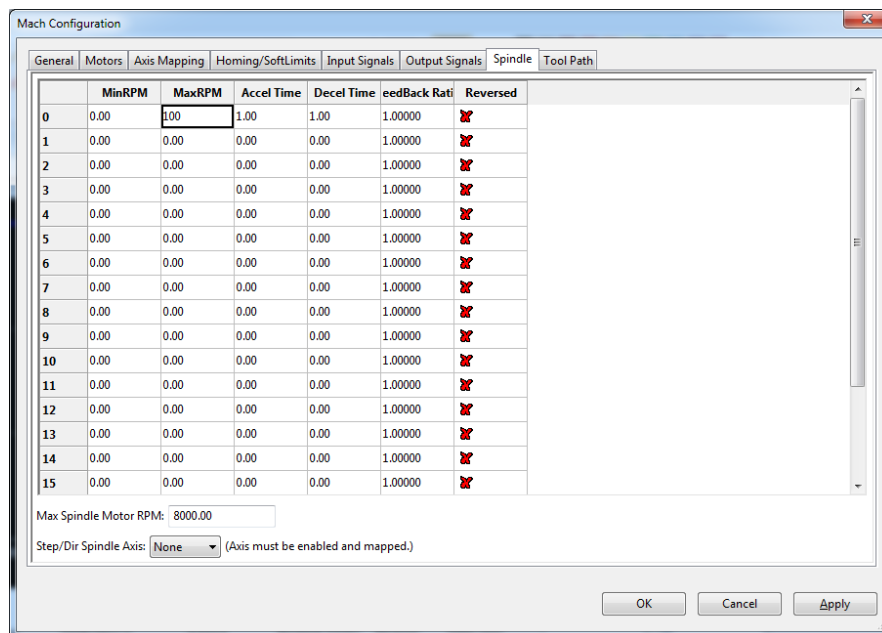 Mach Configuration
General Motors Axis Mapping Homing/SoftLimits Input Signals Output Signals Spindle Tool Path
MinRPM MaxRPM Accel Time Decel Time eedBack Rati Reversed
0 0.00 100 1.00 1.00 1.00000
1 0.00 0.00 0.00 0.00 1.00000
2 0.00 0.00 0.00 0.00 1.00000
3 0.00 0.00 0.00 0.00 1.00000
4 0.00 0.00 0.00 0.00 1.00000
5 0.00 0.00 0.00 0.00 1.00000
6 0.00 0.00 0.00 0.00 1.00000
7 0.00 0.00 0.00 0.00 1.00000
8 0.00 0.00 0.00 0.00 1.00000
9 0.00 0.00 0.00 0.00 1.00000
10 0.00 0.00 0.00 0.00 1.00000
11 0.00 0.00 0.00 0.00 1.00000
12 0.00 0.00 0.00 0.00 1.00000
13 0.00 0.00 0.00 0.00 1.00000
14 0.00 0.00 0.00 0.00 1.00000
15 0.00 0.00 0.00 0.00 1.00000
Max Spindle Motor RPM: 8000.00
Step/Dir Spindle Axis: None (Axis must be enabled and mapped.)
OK Cancel Apply